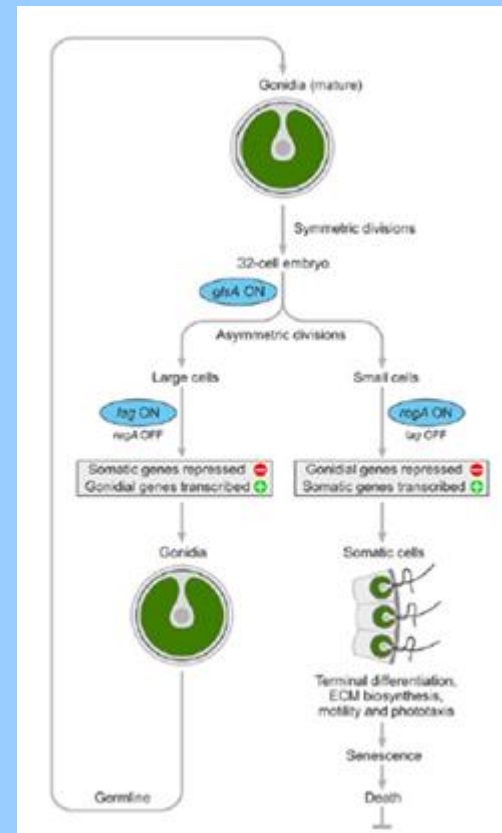 Gonidia (mature)
Symmetric divisions
32-cell embryo
glsA ON
Asymmetric divisions
Large cells
Small cells
lag ON
regA OFF
regA ON
lag OFF
Somatic genes repressed
Gonidial genes transcribed
Gonidial genes repressed
Somatic genes transcribed
Gonidia
Somatic cells
Terminal differentiation,
ECM biosynthesis,
motility and phototaxis
Senescence
Germline
Death